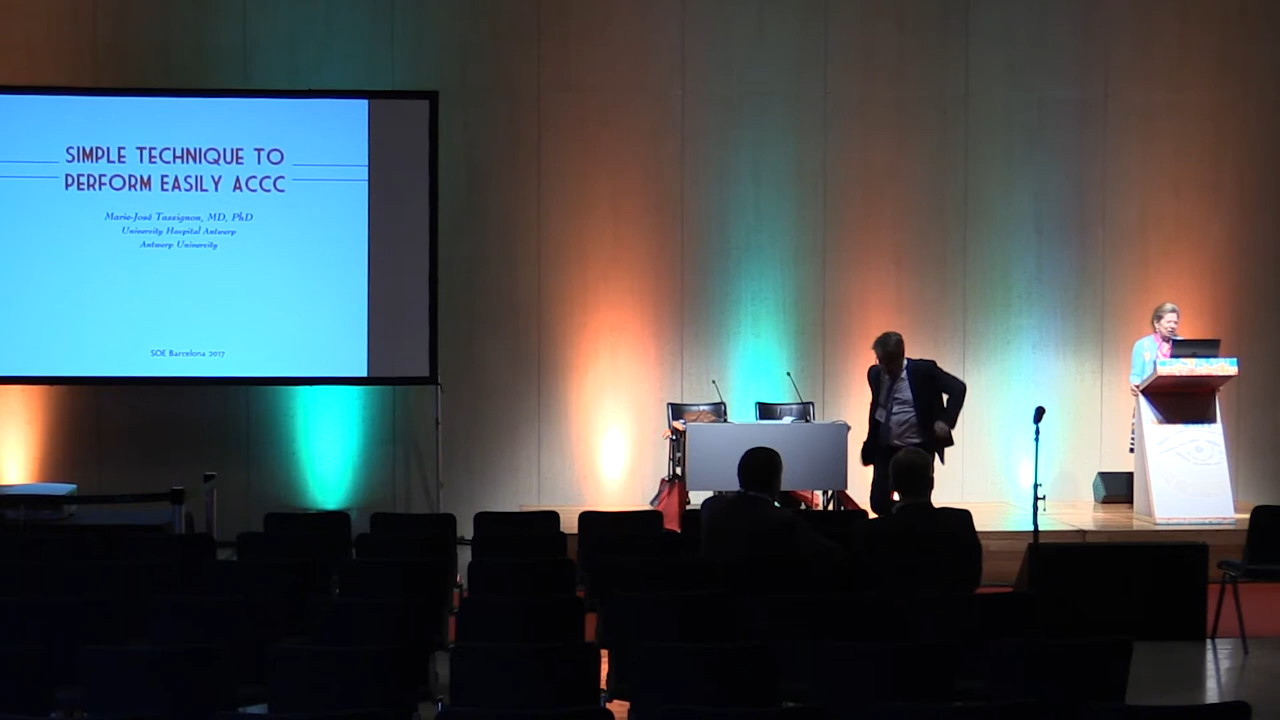 SIMPLE TECHNIQUE TO
PERFORM EASILY ACCC
Marie-José Tassignon, MD, PhD
University Hospital Antwerp
Antwerp University
SOE Barcelona 2017